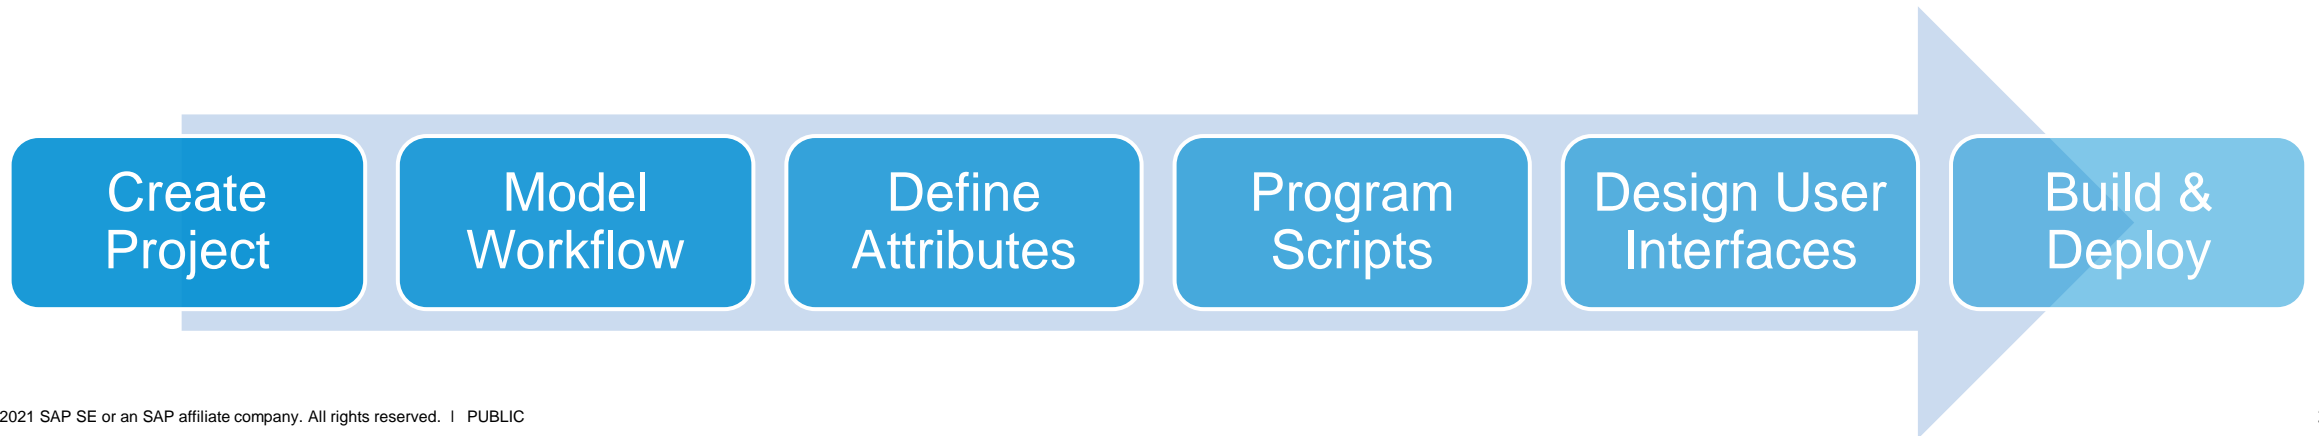 Create
Project
Model
Workflow
Define
Attributes
Program
Scripts
Design User
Interfaces
Build &
Deploy
2021 SAP SE or an SAP affiliate company. All rights reserved. ǀ PUBLIC